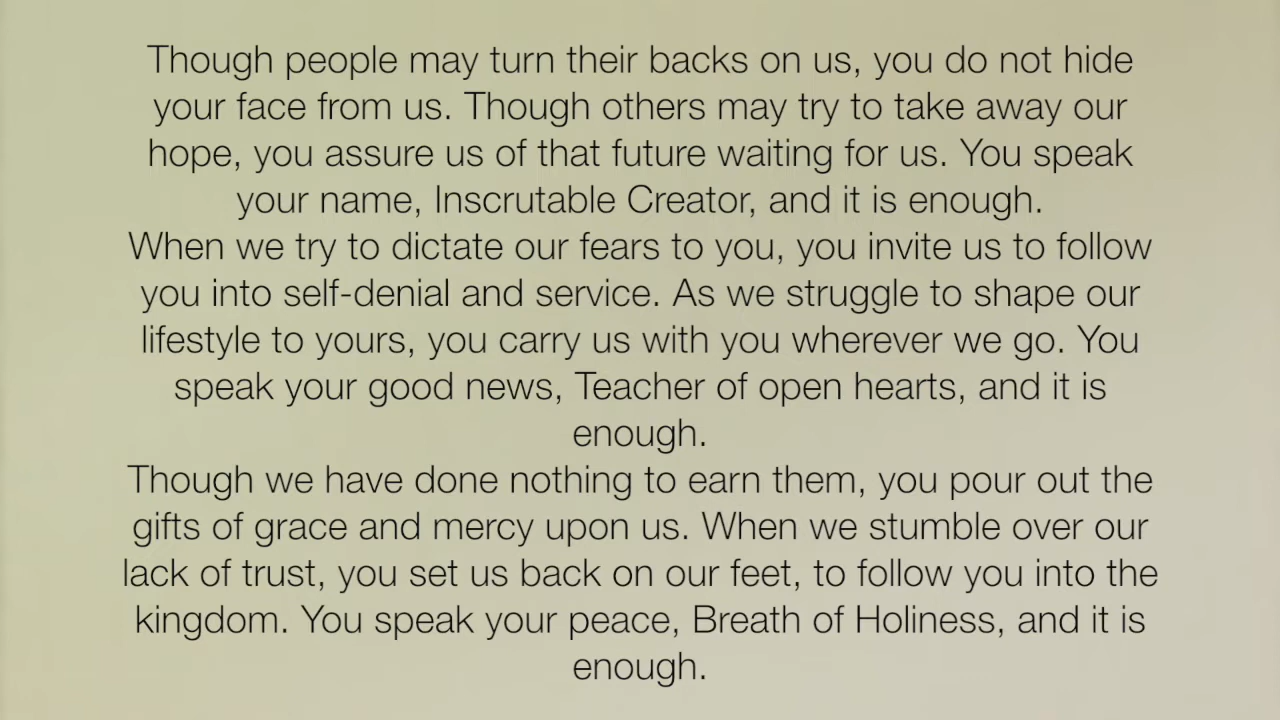 Though people may turn their backs on us, you do not hide
your face from us. Though others may try to take away our
hope, you assure us of that future waiting for us. You speak
your name, Inscrutable Creator, and it is enough.
When we try to dictate our fears to you, you invite us to follow
you into self-denial and service. As we struggle to shape our
lifestyle to yours, you carry us with you wherever we go. You
speak your good news, Teacher of open hearts, and it is
enough.
Though we have done nothing to earn them, you pour out the
gifts of grace and mercy upon us. When we stumble over our
lack of trust, you set us back on our feet, to follow you into the
kingdom. You speak your peace, Breath of Holiness, and it is
enough.